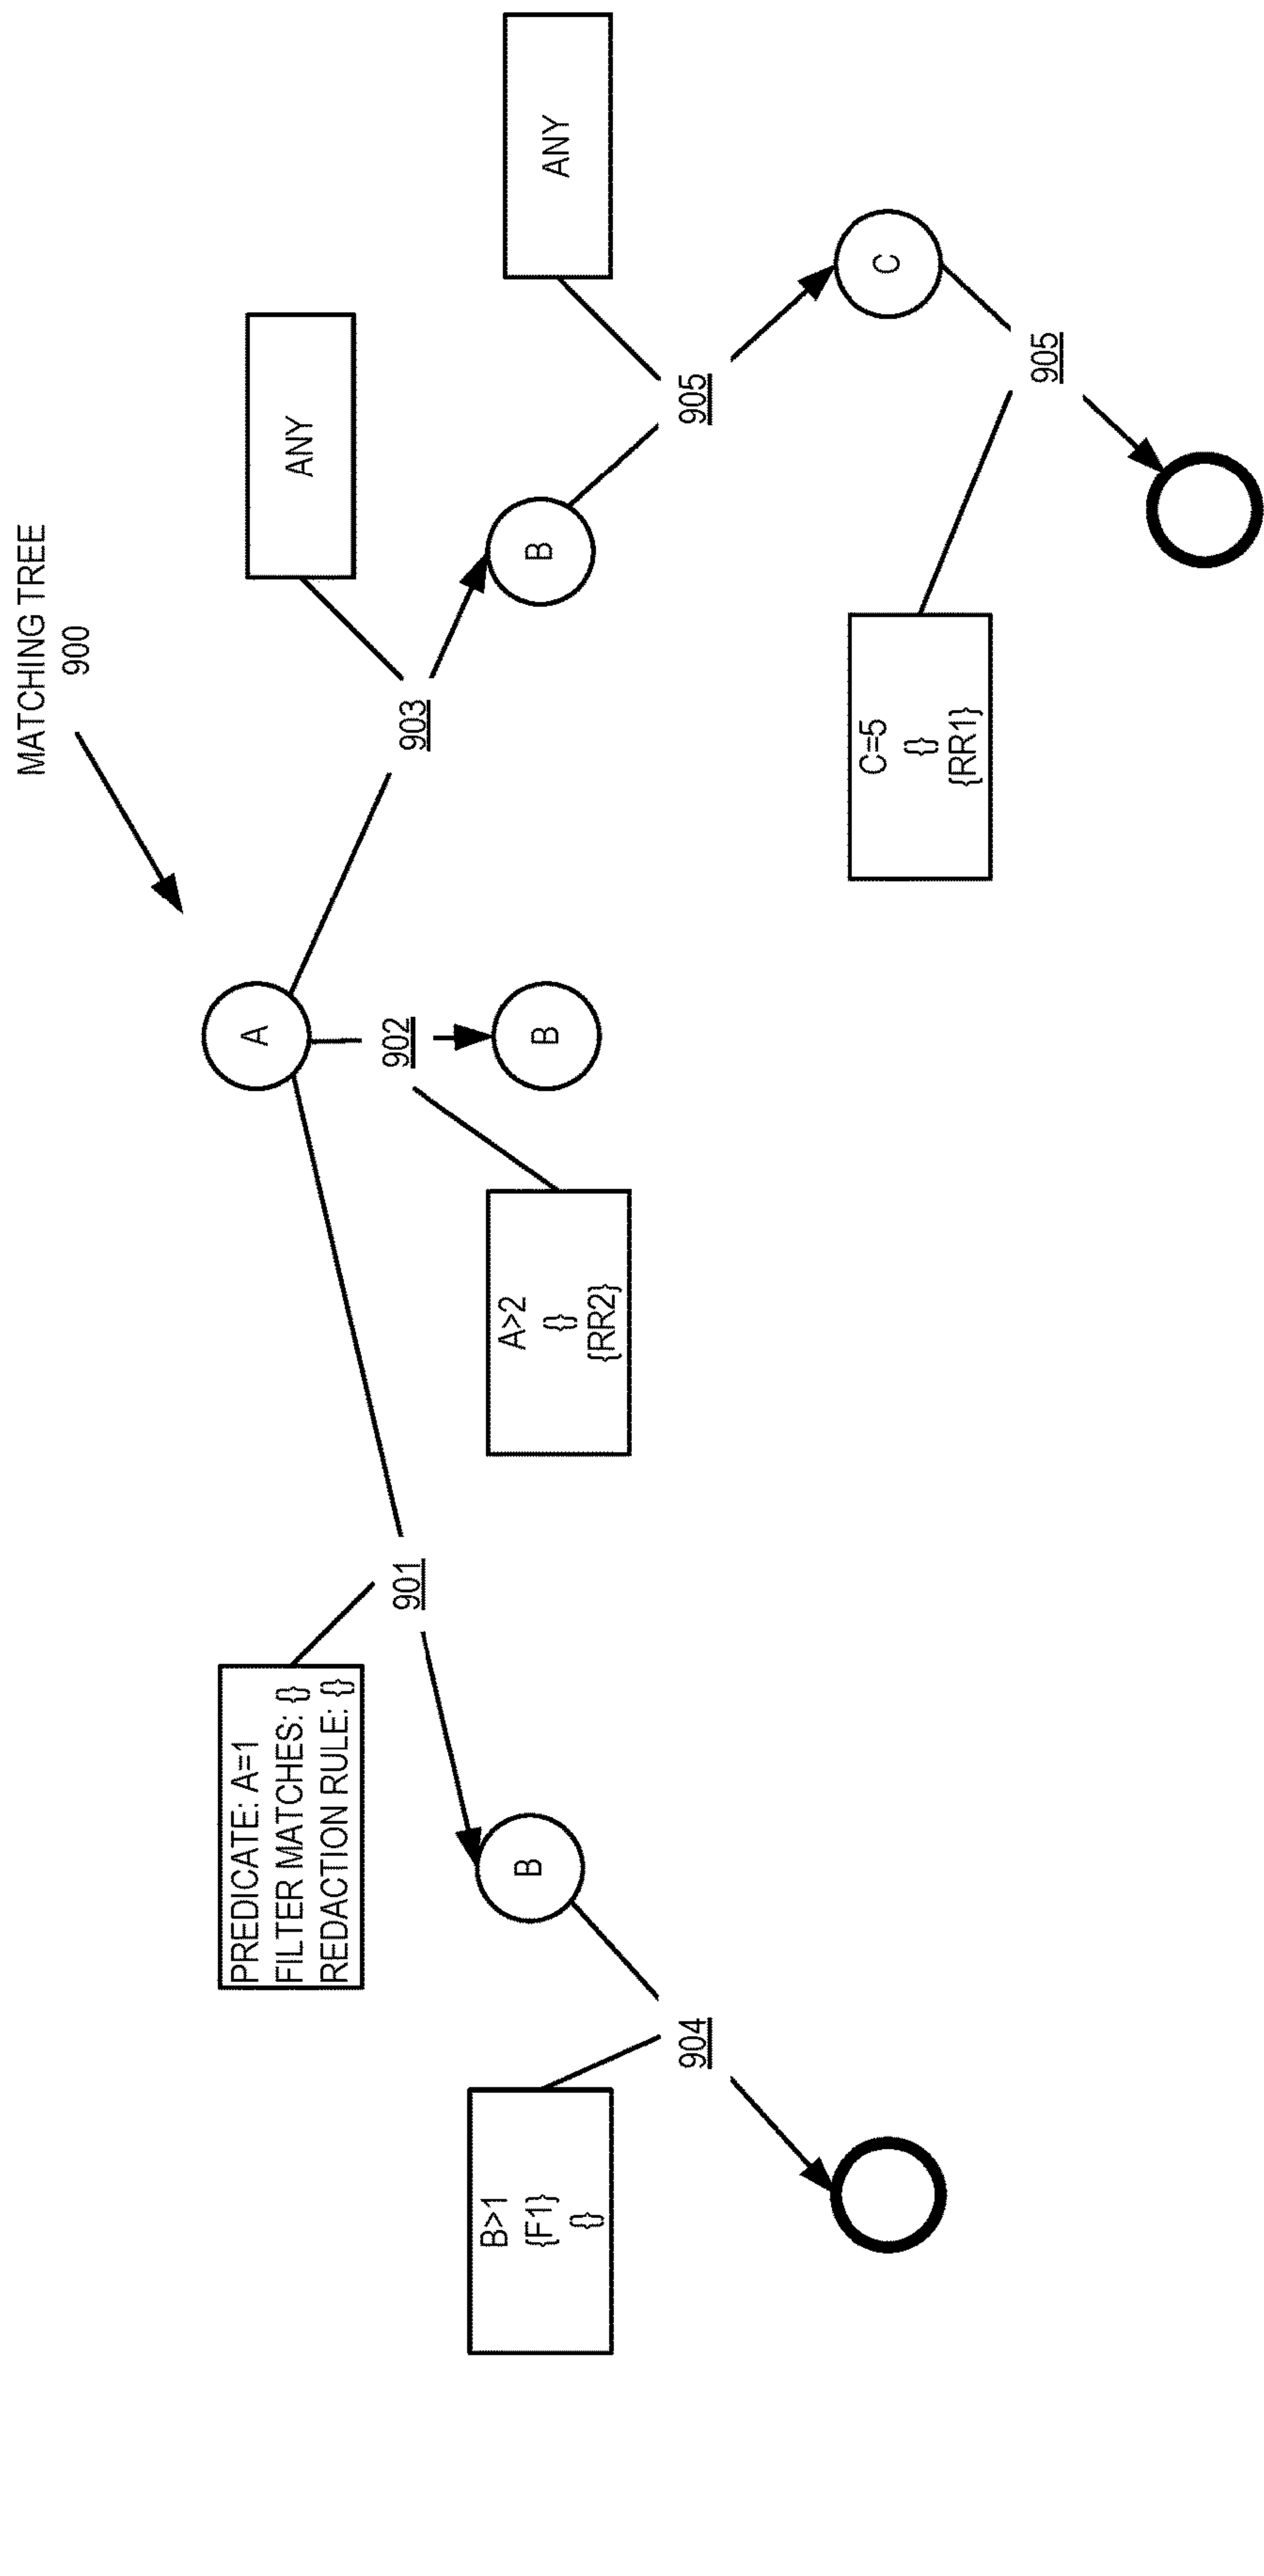 MATCHING TREE
900
A
PREDICATE: A=1
FILTER MATCHES: {}
REDACTION RULE: {}
901
902
903
ANY
B
B
B
A>2
{}
{RR2}
ANY
B>1
{F1}
{}
904
905
C
C=5
{}
{RR1}
905